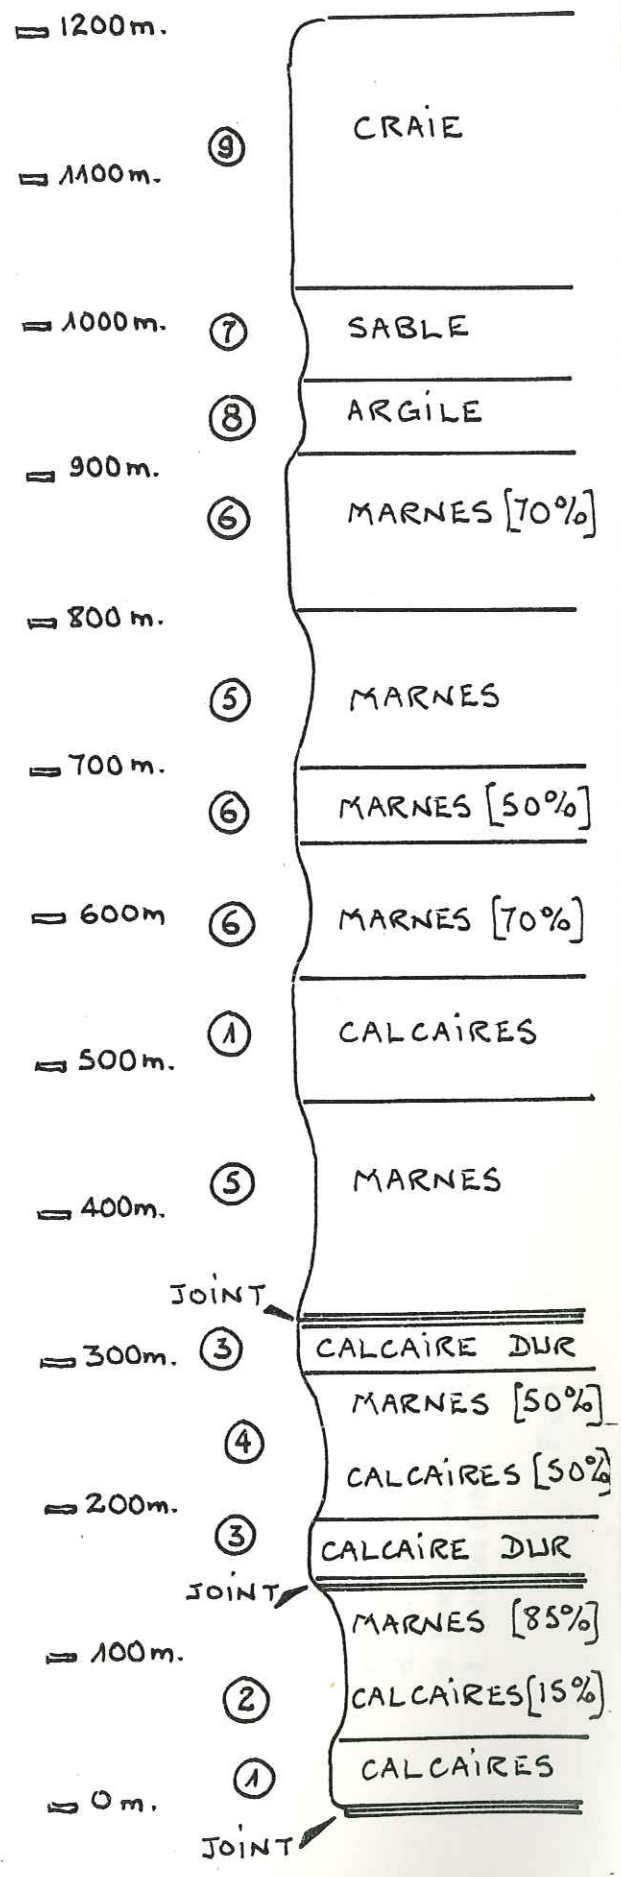 1200m.
CRAiE
⑨
1100m.
1000m.
⑦
SABLE
⑧
ARGiLE
900m.
⑥
MARNES [70%]
800m.
⑤
MARNES
700m.
⑥
MARNES [50%]
600m
⑥
MARNES [70%]
①
CALCAiRES
500m.
⑤
MARNES
400m.
JOiNT
300m.
③
CALCAiRE DUR
MARNES [50%]
④
CALCAiRES [50%]
200m.
③
CALCAiRE DUR
JOiNT
MARNES [85%]
100m.
②
CALCAiRES [15%]
①
CALCAiRES
0m.
JOiNT